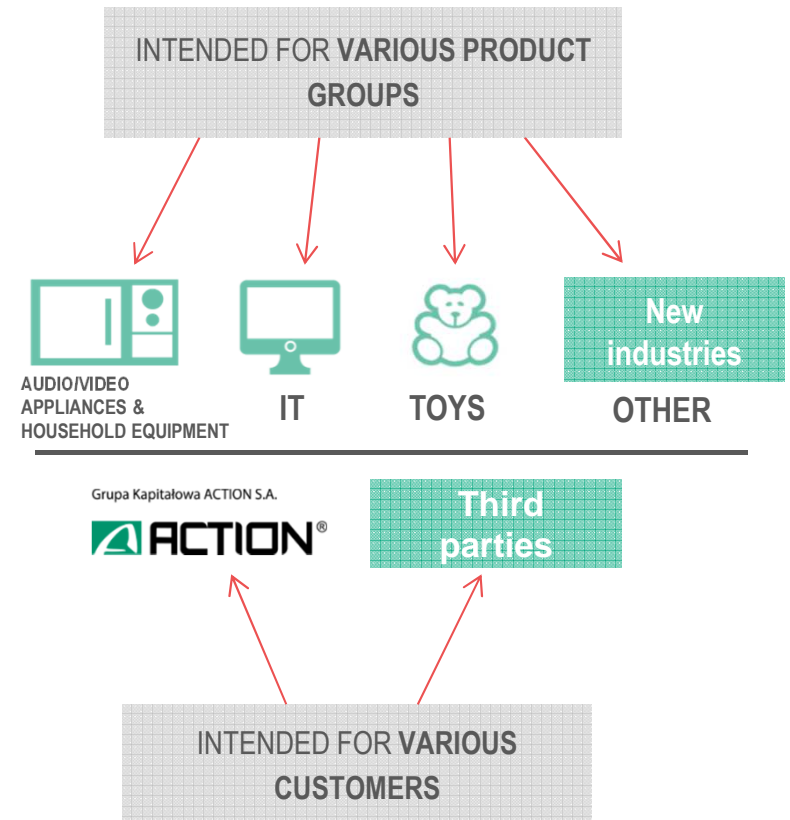 INTENDED FOR VARIOUS PRODUCT
GROUPS
New
industries
AUDIO/VIDEO
APPLIANCES &
HOUSEHOLD EQUIPMENT
IT
TOYS
OTHER
Grupa Kapitałowa ACTION S.A.
ACTION®
Third
parties
INTENDED FOR VARIOUS
CUSTOMERS